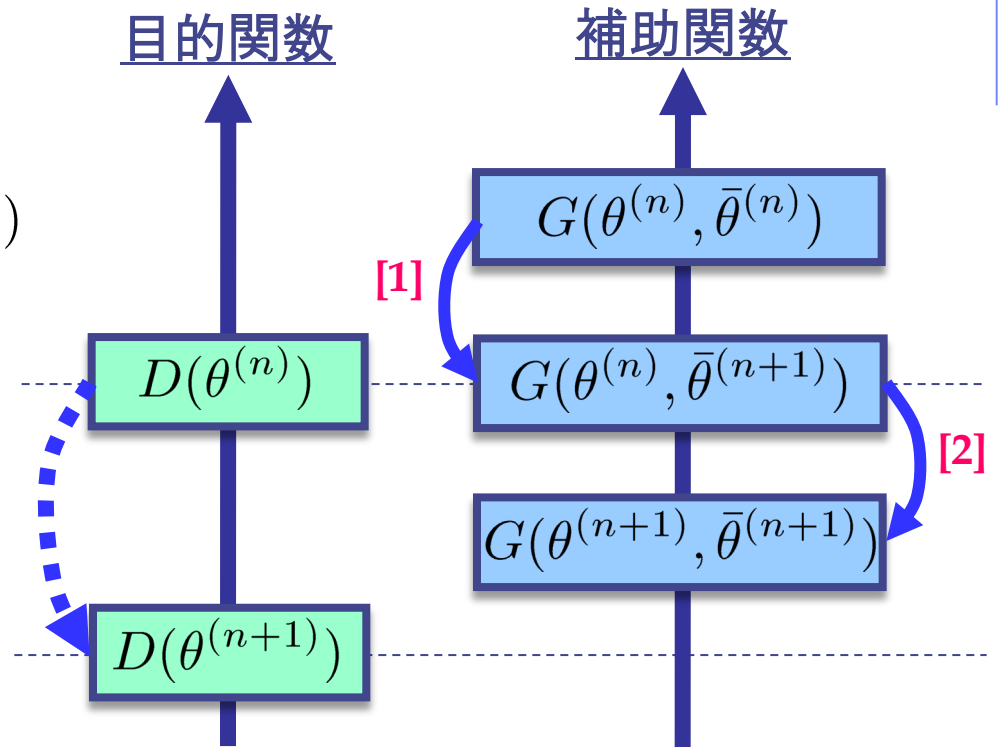 目的関数
補助関数
)
G(θ^{(n)}, θ̄^{(n)})
[1]
D(θ^{(n)})
G(θ^{(n)}, θ̄^{(n+1)})
[2]
G(θ^{(n+1)}, θ̄^{(n+1)})
D(θ^{(n+1)})